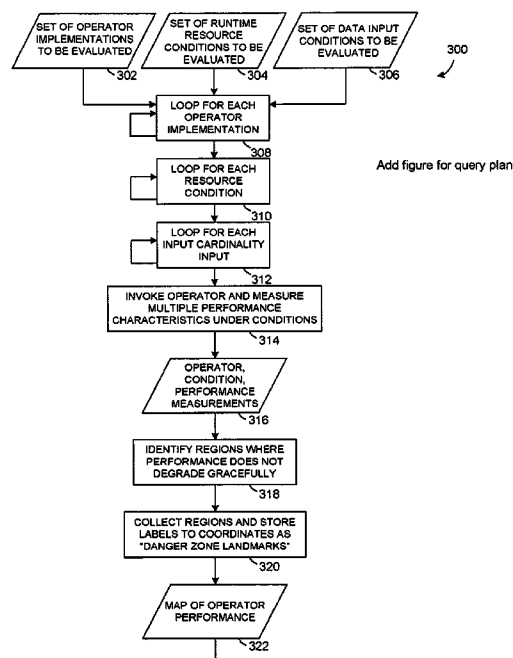 SET OF OPERATOR
IMPLEMENTATIONS
TO BE EVALUATED
302
SET OF RUNTIME
RESOURCE
CONDITIONS TO BE
EVALUATED
304
SET OF DATA INPUT
CONDITIONS TO BE
EVALUATED
306
300
LOOP FOR EACH
OPERATOR
IMPLEMENTATION
308
Add figure for query plan
LOOP FOR EACH
RESOURCE
CONDITION
310
LOOP FOR EACH
INPUT CARDINALITY
INPUT
312
INVOKE OPERATOR AND MEASURE
MULTIPLE PERFORMANCE
CHARACTERISTICS UNDER CONDITIONS
314
OPERATOR,
CONDITION,
PERFORMANCE
MEASUREMENTS
316
IDENTIFY REGIONS WHERE
PERFORMANCE DOES NOT
DEGRADE GRACEFULLY
318
COLLECT REGIONS AND STORE
LABELS TO COORDINATES AS
"DANGER ZONE LANDMARKS"
320
MAP OF OPERATOR
PERFORMANCE
322